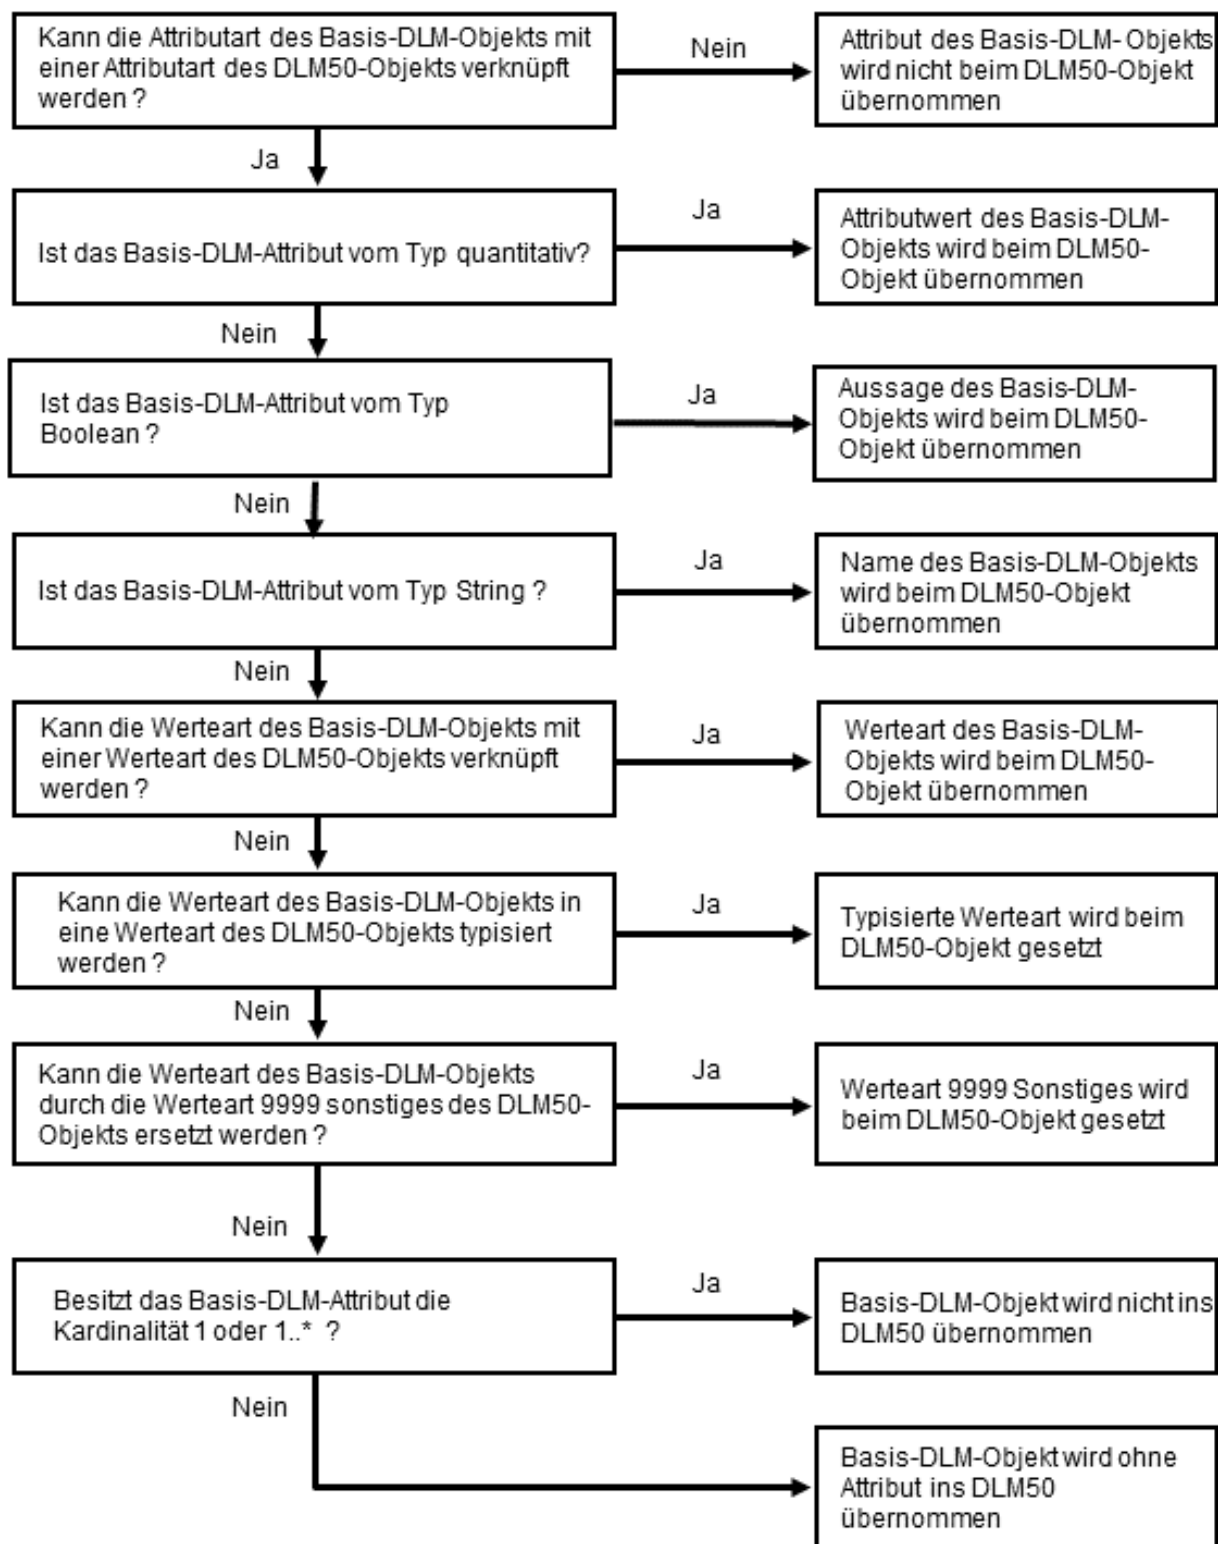 Kann die Attributart des Basis-DLM-Objekts mit
einer Attributart des DLM50-Objekts verknüpft
werden ?
Nein
Attribut des Basis-DLM- Objekts
wird nicht beim DLM50-Objekt
übernommen
Ja
Ist das Basis-DLM-Attribut vom Typ quantitativ?
Ja
Attributwert des Basis-DLM-
Objekts wird beim DLM50-
Objekt übernommen
Nein
Ist das Basis-DLM-Attribut vom Typ
Boolean ?
Ja
Aussage des Basis-DLM-
Objekts wird beim DLM50-
Objekt übernommen
Nein
Ist das Basis-DLM-Attribut vom Typ String ?
Ja
Name des Basis-DLM-Objekts
wird beim DLM50-Objekt
übernommen
Nein
Kann die Werteart des Basis-DLM-Objekts mit
einer Werteart des DLM50-Objekts verknüpft
werden ?
Ja
Werteart des Basis-DLM-
Objekts wird beim DLM50-
Objekt übernommen
Nein
Kann die Werteart des Basis-DLM-Objekts in
eine Werteart des DLM50-Objekts typisiert
werden ?
Ja
Typisierte Werteart wird beim
DLM50-Objekt gesetzt
Nein
Kann die Werteart des Basis-DLM-Objekts
durch die Werteart 9999 sonstiges des DLM50-
Objekts ersetzt werden ?
Ja
Werteart 9999 Sonstiges wird
beim DLM50-Objekt gesetzt
Nein
Besitzt das Basis-DLM-Attribut die
Kardinalität 1 oder 1..* ?
Ja
Basis-DLM-Objekt wird nicht ins
DLM50 übernommen
Nein
Basis-DLM-Objekt wird ohne
Attribut ins DLM50
übernommen